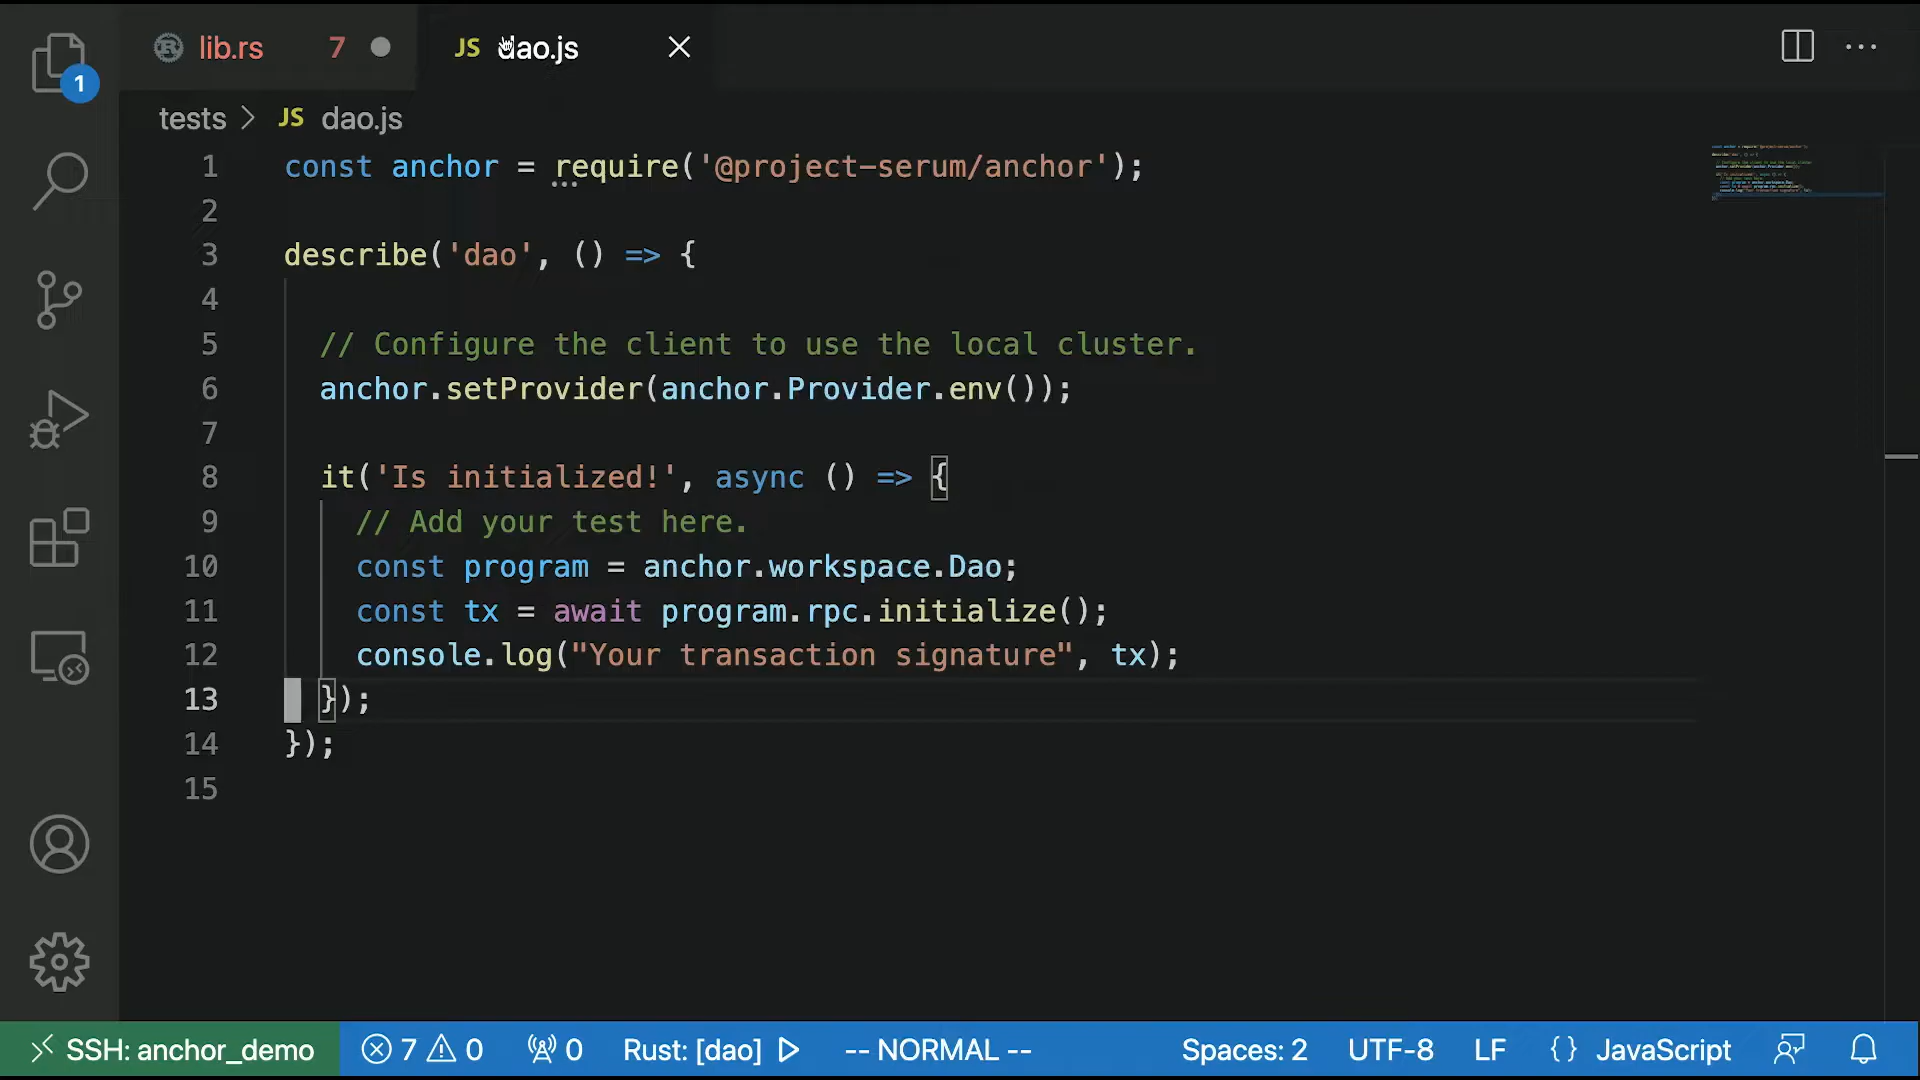 lib.rs 7
JS dao.js
1
tests > JS dao.js
1 const anchor = require('@project-serum/anchor');
2
3 describe('dao', () => {
4
5 // Configure the client to use the local cluster.
6 anchor.setProvider(anchor.Provider.env());
7
8 it('Is initialized!', async () => {
9 // Add your test here.
10 const program = anchor.workspace.Dao;
11 const tx = await program.rpc.initialize();
12 console.log("Your transaction signature", tx);
13 });
14 });
15
SSH: anchor_demo 7 0 0 Rust: [dao] -- NORMAL -- Spaces: 2 UTF-8 LF {} JavaScript